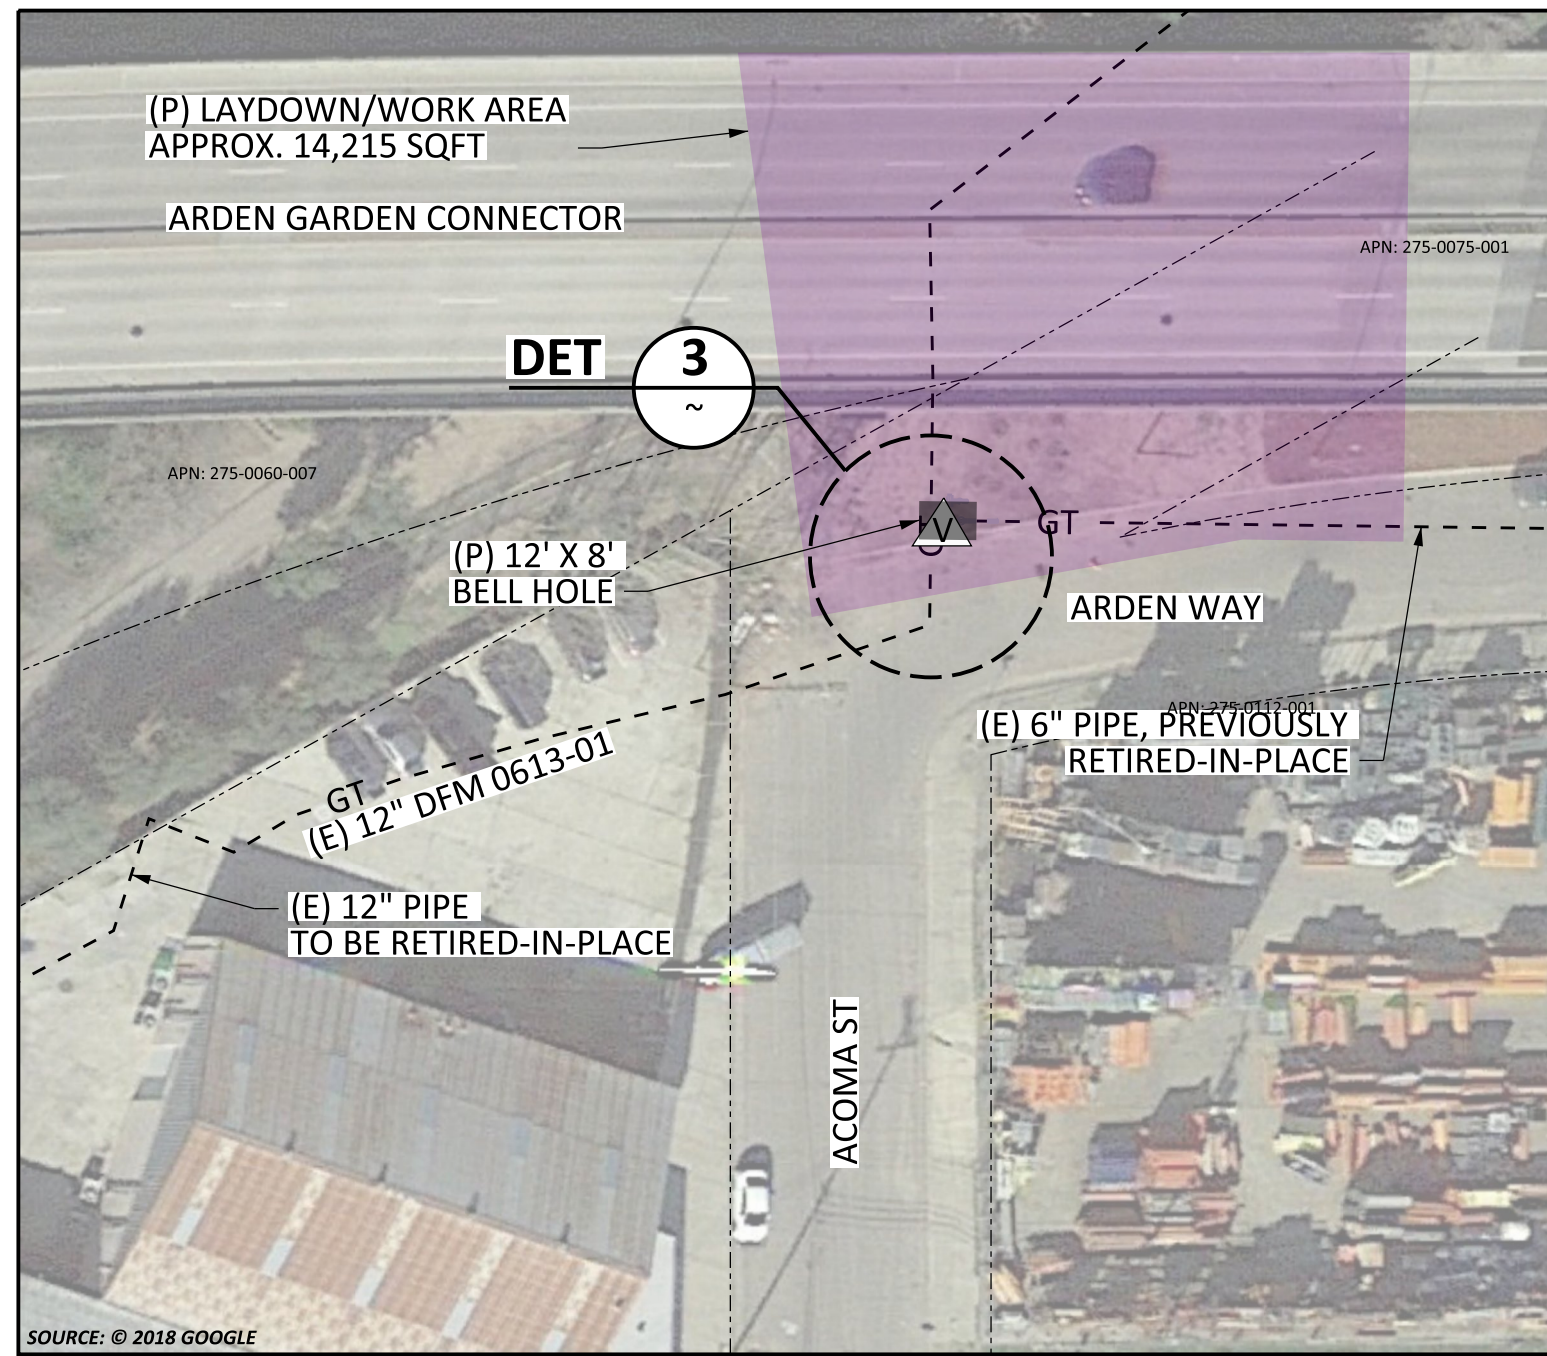 (P) LAYDOWN/WORK AREA
APPROX. 14,215 SQFT
ARDEN GARDEN CONNECTOR
APN: 275-0075-001
DET
3
~
APN: 275-0060-007
(P) 12' X 8'
BELL HOLE
V
GT
ARDEN WAY
APN: 275-0112-001
(E) 6" PIPE, PREVIOUSLY
RETIRED-IN-PLACE
GT
(E) 12" DFM 0613-01
(E) 12" PIPE
TO BE RETIRED-IN-PLACE
ACOMA ST
SOURCE: © 2018 GOOGLE